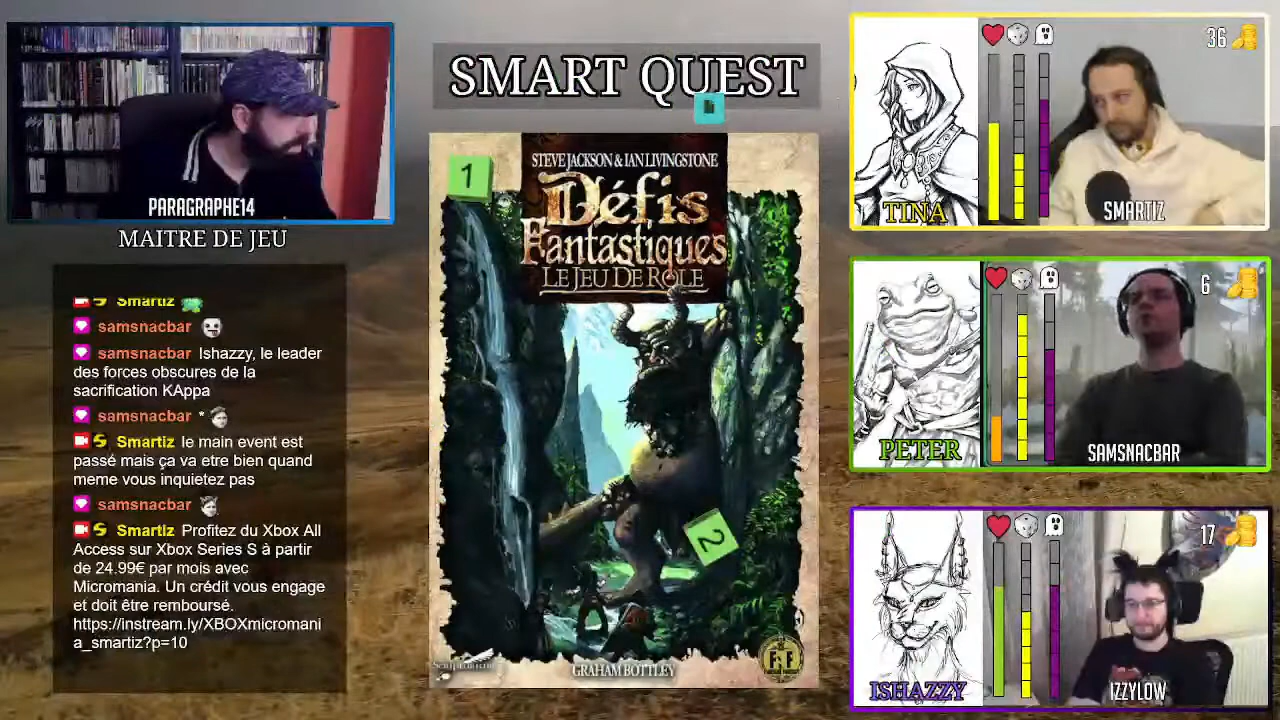 PARAGRAPHE14
MAITRE DE JEU
Smartiz
samsnacbar
samsnacbar Ishazzy, le leader
des forces obscures de la
sacrification KAppa
samsnacbar *
Smartiz le main event est
passé mais ça va etre bien quand
meme vous inquietez pas
samsnacbar
Smartiz Profitez du Xbox All
Access sur Xbox Series S à partir
de 24.99€ par mois avec
Micromania. Un crédit vous engage
et doit être remboursé.
https://instream.ly/XBOXmicromani
a_smartiz?p=10
SMART QUEST
1
STEVE JACKSON & IAN LIVINGSTONE
Défis
Fantastiques
LE JEU DE RÔLE
2
GRAHAM BOTTLEY
FF
36
TINA
SMARTIZ
6
PETER
SAMSNACBAR
17
ISHAZZY
IZZYLOW